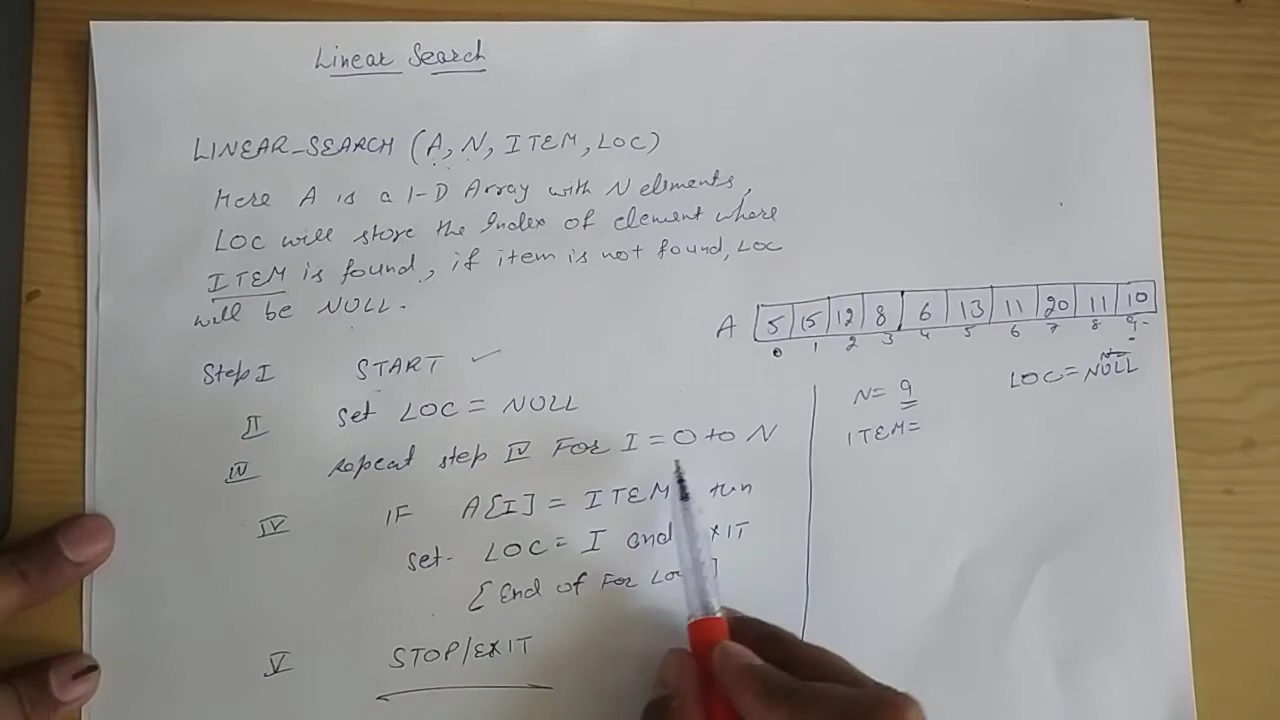 Linear Search
LINEAR_SEARCH (A, N, ITEM, LOC)
Here A is a 1-D Array with N elements,
LOC will store the Index of element where
ITEM is found, if item is not found, LOC
will be NULL.
Step I START ✓
II Set LOC = NULL
III Repeat step IV For I = 0 to N
IV IF A[I] = ITEM
Set LOC = I and
[End of For
V STOP/EXIT
A 5 15 12 8 6 13 11 20 11 10
0 1 2 3 4 5 6 7 8 9
N = 9
LOC = NULL
ITEM =